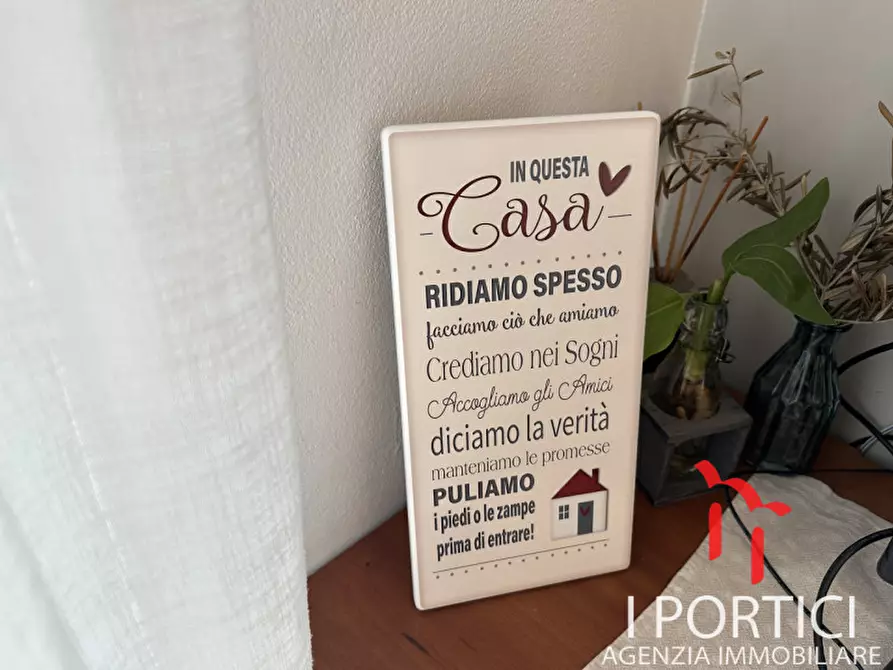 IN QUESTA
Casa
RIDIAMO SPESSO
facciamo ciò che amiamo
Crediamo nei Sogni
Accogliamo gli Amici
diciamo la verità
manteniamo le promesse
PULIAMO
i piedi o le zampe
prima di entrare!
I PORTICI
AGENZIA IMMOBILIARE